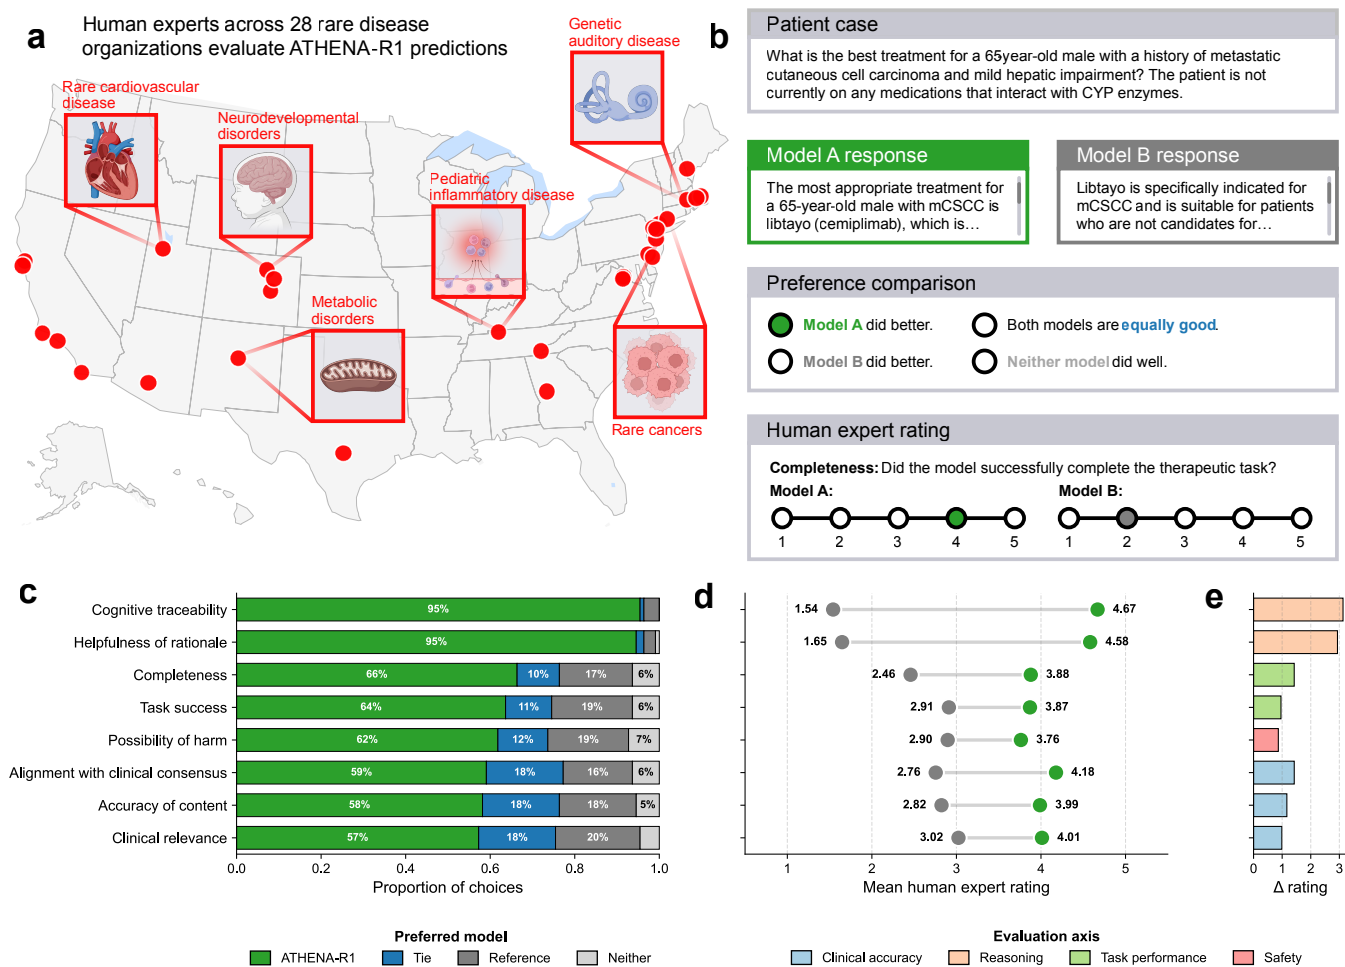 a
Human experts across 28 rare disease
organizations evaluate ATHENA-R1 predictions
Rare cardiovascular
disease
Neurodevelopmental
disorders
Genetic
auditory disease
Pediatric
inflammatory disease
Metabolic
disorders
Rare cancers
b
Patient case
What is the best treatment for a 65year-old male with a history of metastatic
cutaneous cell carcinoma and mild hepatic impairment? The patient is not
currently on any medications that interact with CYP enzymes.
Model A response
The most appropriate treatment for
a 65-year-old male with mCSCC is
libtayo (cemiplimab), which is...
Model B response
Libtayo is specifically indicated for
mCSCC and is suitable for patients
who are not candidates for...
Preference comparison
Model A did better.
Both models are equally good.
Model B did better.
Neither model did well.
Human expert rating
Completeness: Did the model successfully complete the therapeutic task?
Model A:
1 2 3 4 5
Model B:
1 2 3 4 5
c
Cognitive traceability 95%
Helpfulness of rationale 95%
Completeness 66% 10% 17% 6%
Task success 64% 11% 19% 6%
Possibility of harm 62% 12% 19% 7%
Alignment with clinical consensus 59% 18% 16% 6%
Accuracy of content 58% 18% 18% 5%
Clinical relevance 57% 18% 20%
0.0 0.2 0.4 0.6 0.8 1.0
Proportion of choices
Preferred model
ATHENA-R1 Tie Reference Neither
d
1.54 4.67
1.65 4.58
2.46 3.88
2.91 3.87
2.90 3.76
2.76 4.18
2.82 3.99
3.02 4.01
1 2 3 4 5
Mean human expert rating
e
0 1 2 3
Δ rating
Evaluation axis
Clinical accuracy Reasoning Task performance Safety